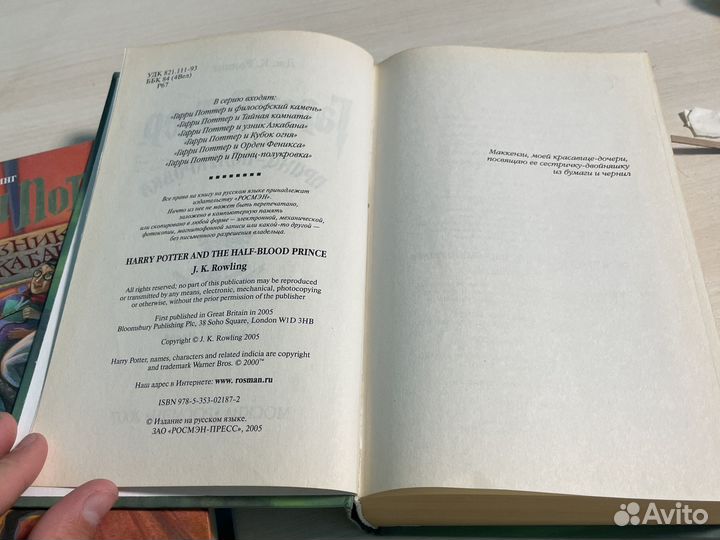 УДК 821.111-93
ББК 84 (4Вел)
Р67
В серию входят:
«Гарри Поттер и философский камень»
«Гарри Поттер и Тайная комната»
«Гарри Поттер и узник Азкабана»
«Гарри Поттер и Кубок огня»
«Гарри Поттер и Орден Феникса»
«Гарри Поттер и Принц-полукровка»
Все права на книгу на русском языке принадлежат
издательству «РОСМЭН».
Ничто из нее не может быть перепечатано,
заложено в компьютерную память
или скопировано в любой форме — электронной, механической,
фотокопии, магнитофонной записи или какой-то другой —
без письменного разрешения владельца.
HARRY POTTER AND THE HALF-BLOOD PRINCE
J. K. Rowling
All rights reserved; no part of this publication may be reproduced
or transmitted by any means, electronic, mechanical, photocopying
or otherwise, without the prior permission of the publisher
First published in Great Britain in 2005
Bloomsbury Publishing Plc, 38 Soho Square, London W1D 3HB
Copyright © J. K. Rowling 2005
Harry Potter, names, characters and related indicia are copyright
and trademark Warner Bros. © 2000™
Наш адрес в Интернете: www. rosman.ru
ISBN 978-5-353-02187-2
© Издание на русском языке.
ЗАО «РОСМЭН-ПРЕСС», 2005
Маккензи, моей красавице-дочери,
посвящаю ее сестричку-двойняшку
из бумаги и чернил
Avito